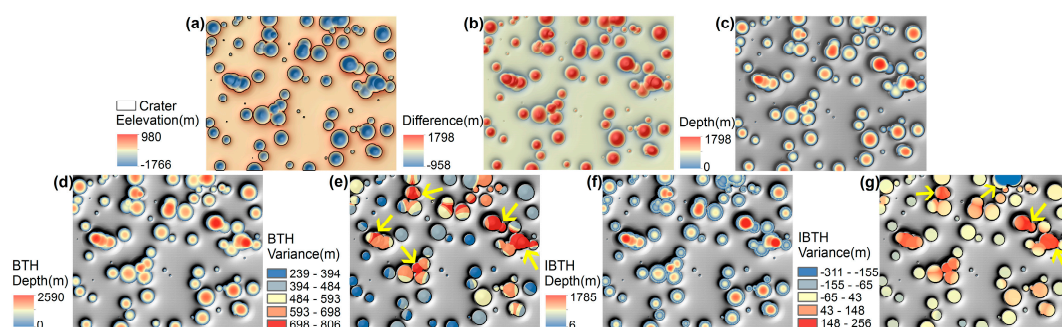 (a)
Crater
Eelevation(m)
980
-1766
(b)
Difference(m)
1798
-958
(c)
Depth(m)
1798
0
(d)
BTH
Depth(m)
2590
0
(e)
BTH
Variance(m)
239 - 394
394 - 484
484 - 593
593 - 698
698 - 806
(f)
IBTH
Depth(m)
1785
6
(g)
IBTH
Variance(m)
-311 - -155
-155 - -65
-65 - 43
43 - 148
148 - 256